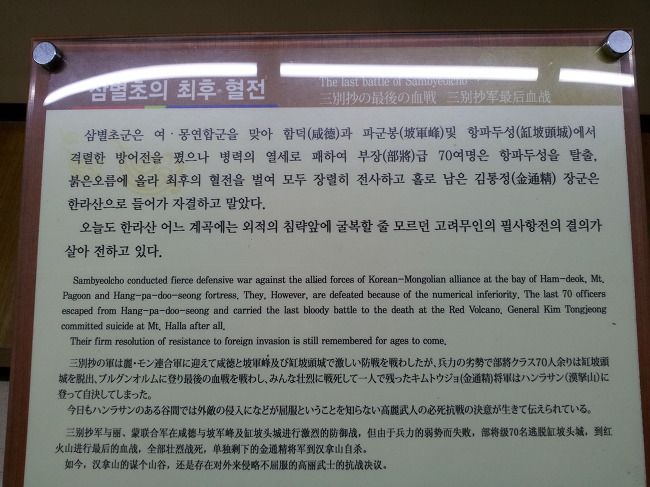 삼별초의 최후 혈전
The last battle of Sambyeolcho
三別抄の最後の血戦 三别抄军最后血战
삼별초군은 여·몽연합군을 맞아 함덕(咸德)과 파군봉(坡軍峰)및 항파두성(缸坡頭城)에서
격렬한 방어전을 폈으나 병력의 열세로 패하여 부장(部將)급 70여명은 항파두성을 탈출,
붉은오름에 올라 최후의 혈전을 벌여 모두 장렬히 전사하고 홀로 남은 김통정(金通精) 장군은
한라산으로 들어가 자결하고 말았다.
오늘도 한라산 어느 계곡에는 외적의 침략앞에 굴복할 줄 모르던 고려무인의 필사항전의 결의가
살아 전하고 있다.
Sambyeolcho conducted fierce defensive war against the allied forces of Korean-Mongolian alliance at the bay of Ham-deok, Mt.
Pagoon and Hang-pa-doo-seong fortress. They, However, are defeated because of the numerical inferiority. The last 70 officers
escaped from Hang-pa-doo-seong and carried the last bloody battle to the death at the Red Volcano. General Kim Tongjeong
committed suicide at Mt. Halla after all.
Their firm resolution of resistance to foreign invasion is still remembered for ages to come.
三別抄の軍は麗・モン連合軍に迎えて咸徳と坡軍峰及び缸坡頭城で激しい防戦を戦わしたが、兵力の劣勢で部將クラス70人余りは缸坡頭
城を脱出、ブルグンオルムに登り最後の血戦を戦わし、みんな壮烈に戦死して一人で残ったキムトウジョ(金通精)将軍はハンラサン(漢拏山)に
登って自決してしまった。
今日もハンラサンのある谷間では外敵の侵入になどが屈服ということを知らない高麗武人の必死抗戦の決意が生きて伝えられている。
三别抄军与丽、蒙联合军在咸德与坡军峰及缸坡头城进行激烈的防御战，但由于兵力的弱势而失败，部将级70名逃脱缸坡头城，到红
火山进行最后的血战，全部壮烈战死，单独剩下的金通精将军到汉拿山自杀。
如今，汉拿山的谋个山谷，还是存在对外来侵略不屈服的高丽武士的抗战决议。